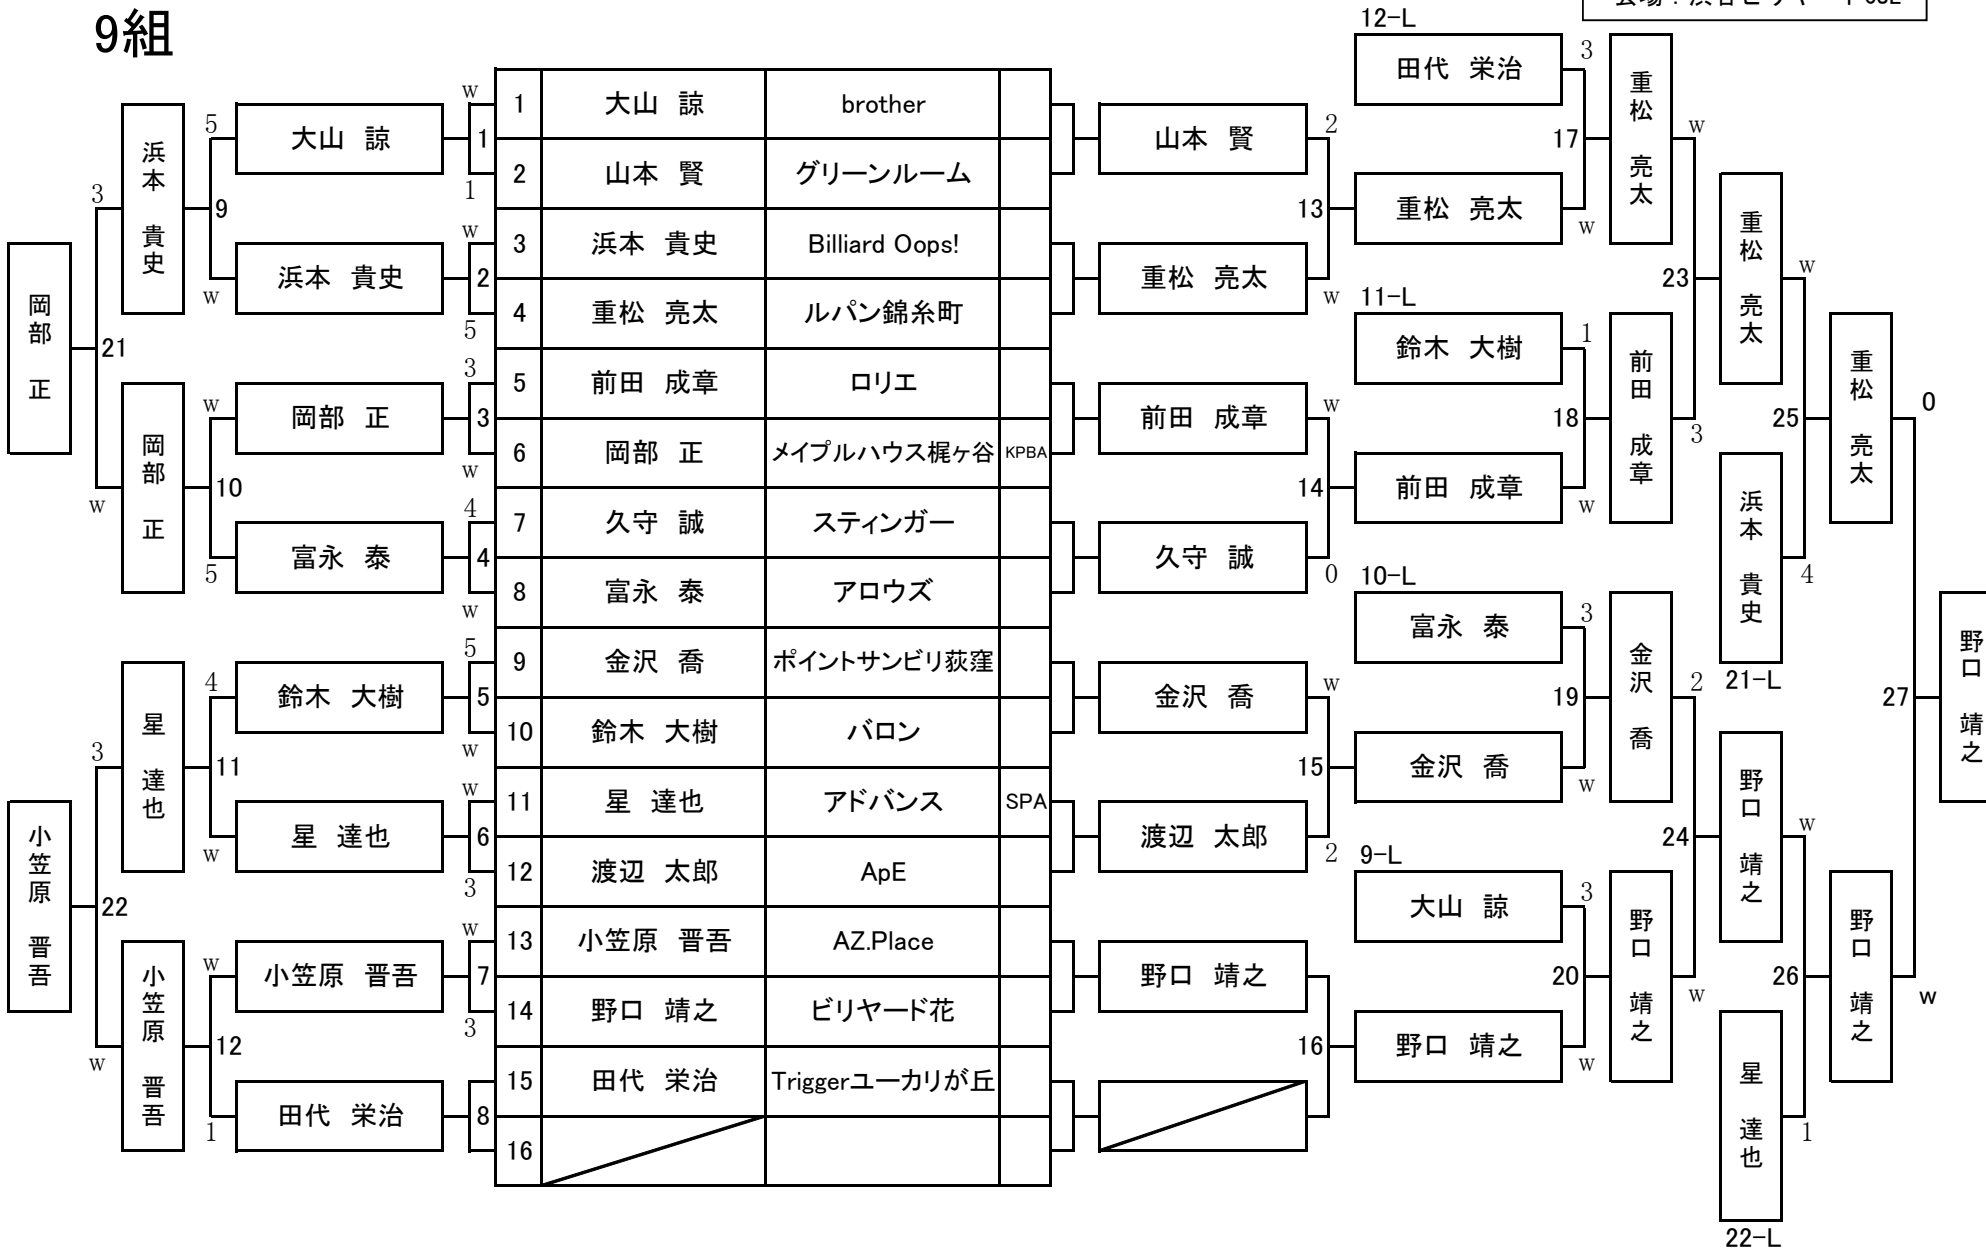 9組
1 大山 諒 brother
2 山本 賢 グリーンルーム
3 浜本 貴史 Billiard Oops!
4 重松 亮太 ルパン錦糸町
5 前田 成章 ロリエ
6 岡部 正 メイプルハウス梶ヶ谷 KPBA
7 久守 誠 スティンガー
8 富永 泰 アロウズ
9 金沢 喬 ポイントサンビリ荻窪
10 鈴木 大樹 バロン
11 星 達也 アドバンス SPA
12 渡辺 太郎 ApE
13 小笠原 晋吾 AZ.Place
14 野口 靖之 ビリヤード花
15 田代 栄治 Triggerユーカリが丘
16
w
1
1
w
2
5
3
3
w
4
4
w
5
5
w
w
6
3
w
7
3
8
大山 諒
浜本 貴史
岡部 正
富永 泰
鈴木 大樹
星 達也
小笠原 晋吾
田代 栄治
5
9
w
w
10
5
4
11
w
w
12
1
浜本 貴史
岡部 正
星 達也
小笠原 晋吾
3
21
w
3
22
w
岡部 正
小笠原 晋吾
山本 賢
重松 亮太
前田 成章
久守 誠
金沢 喬
渡辺 太郎
野口 靖之
2
13
w
w
14
0
w
15
2
16
12-L
田代 栄治
重松 亮太
11-L
鈴木 大樹
前田 成章
10-L
富永 泰
金沢 喬
9-L
大山 諒
野口 靖之
3
17
w
1
18
w
3
19
w
3
20
w
重松 亮太
前田 成章
金沢 喬
野口 靖之
w
23
3
2
24
w
重松 亮太
浜本 貴史
21-L
野口 靖之
星 達也
22-L
w
25
4
w
26
1
重松 亮太
野口 靖之
0
27
w
野口 靖之